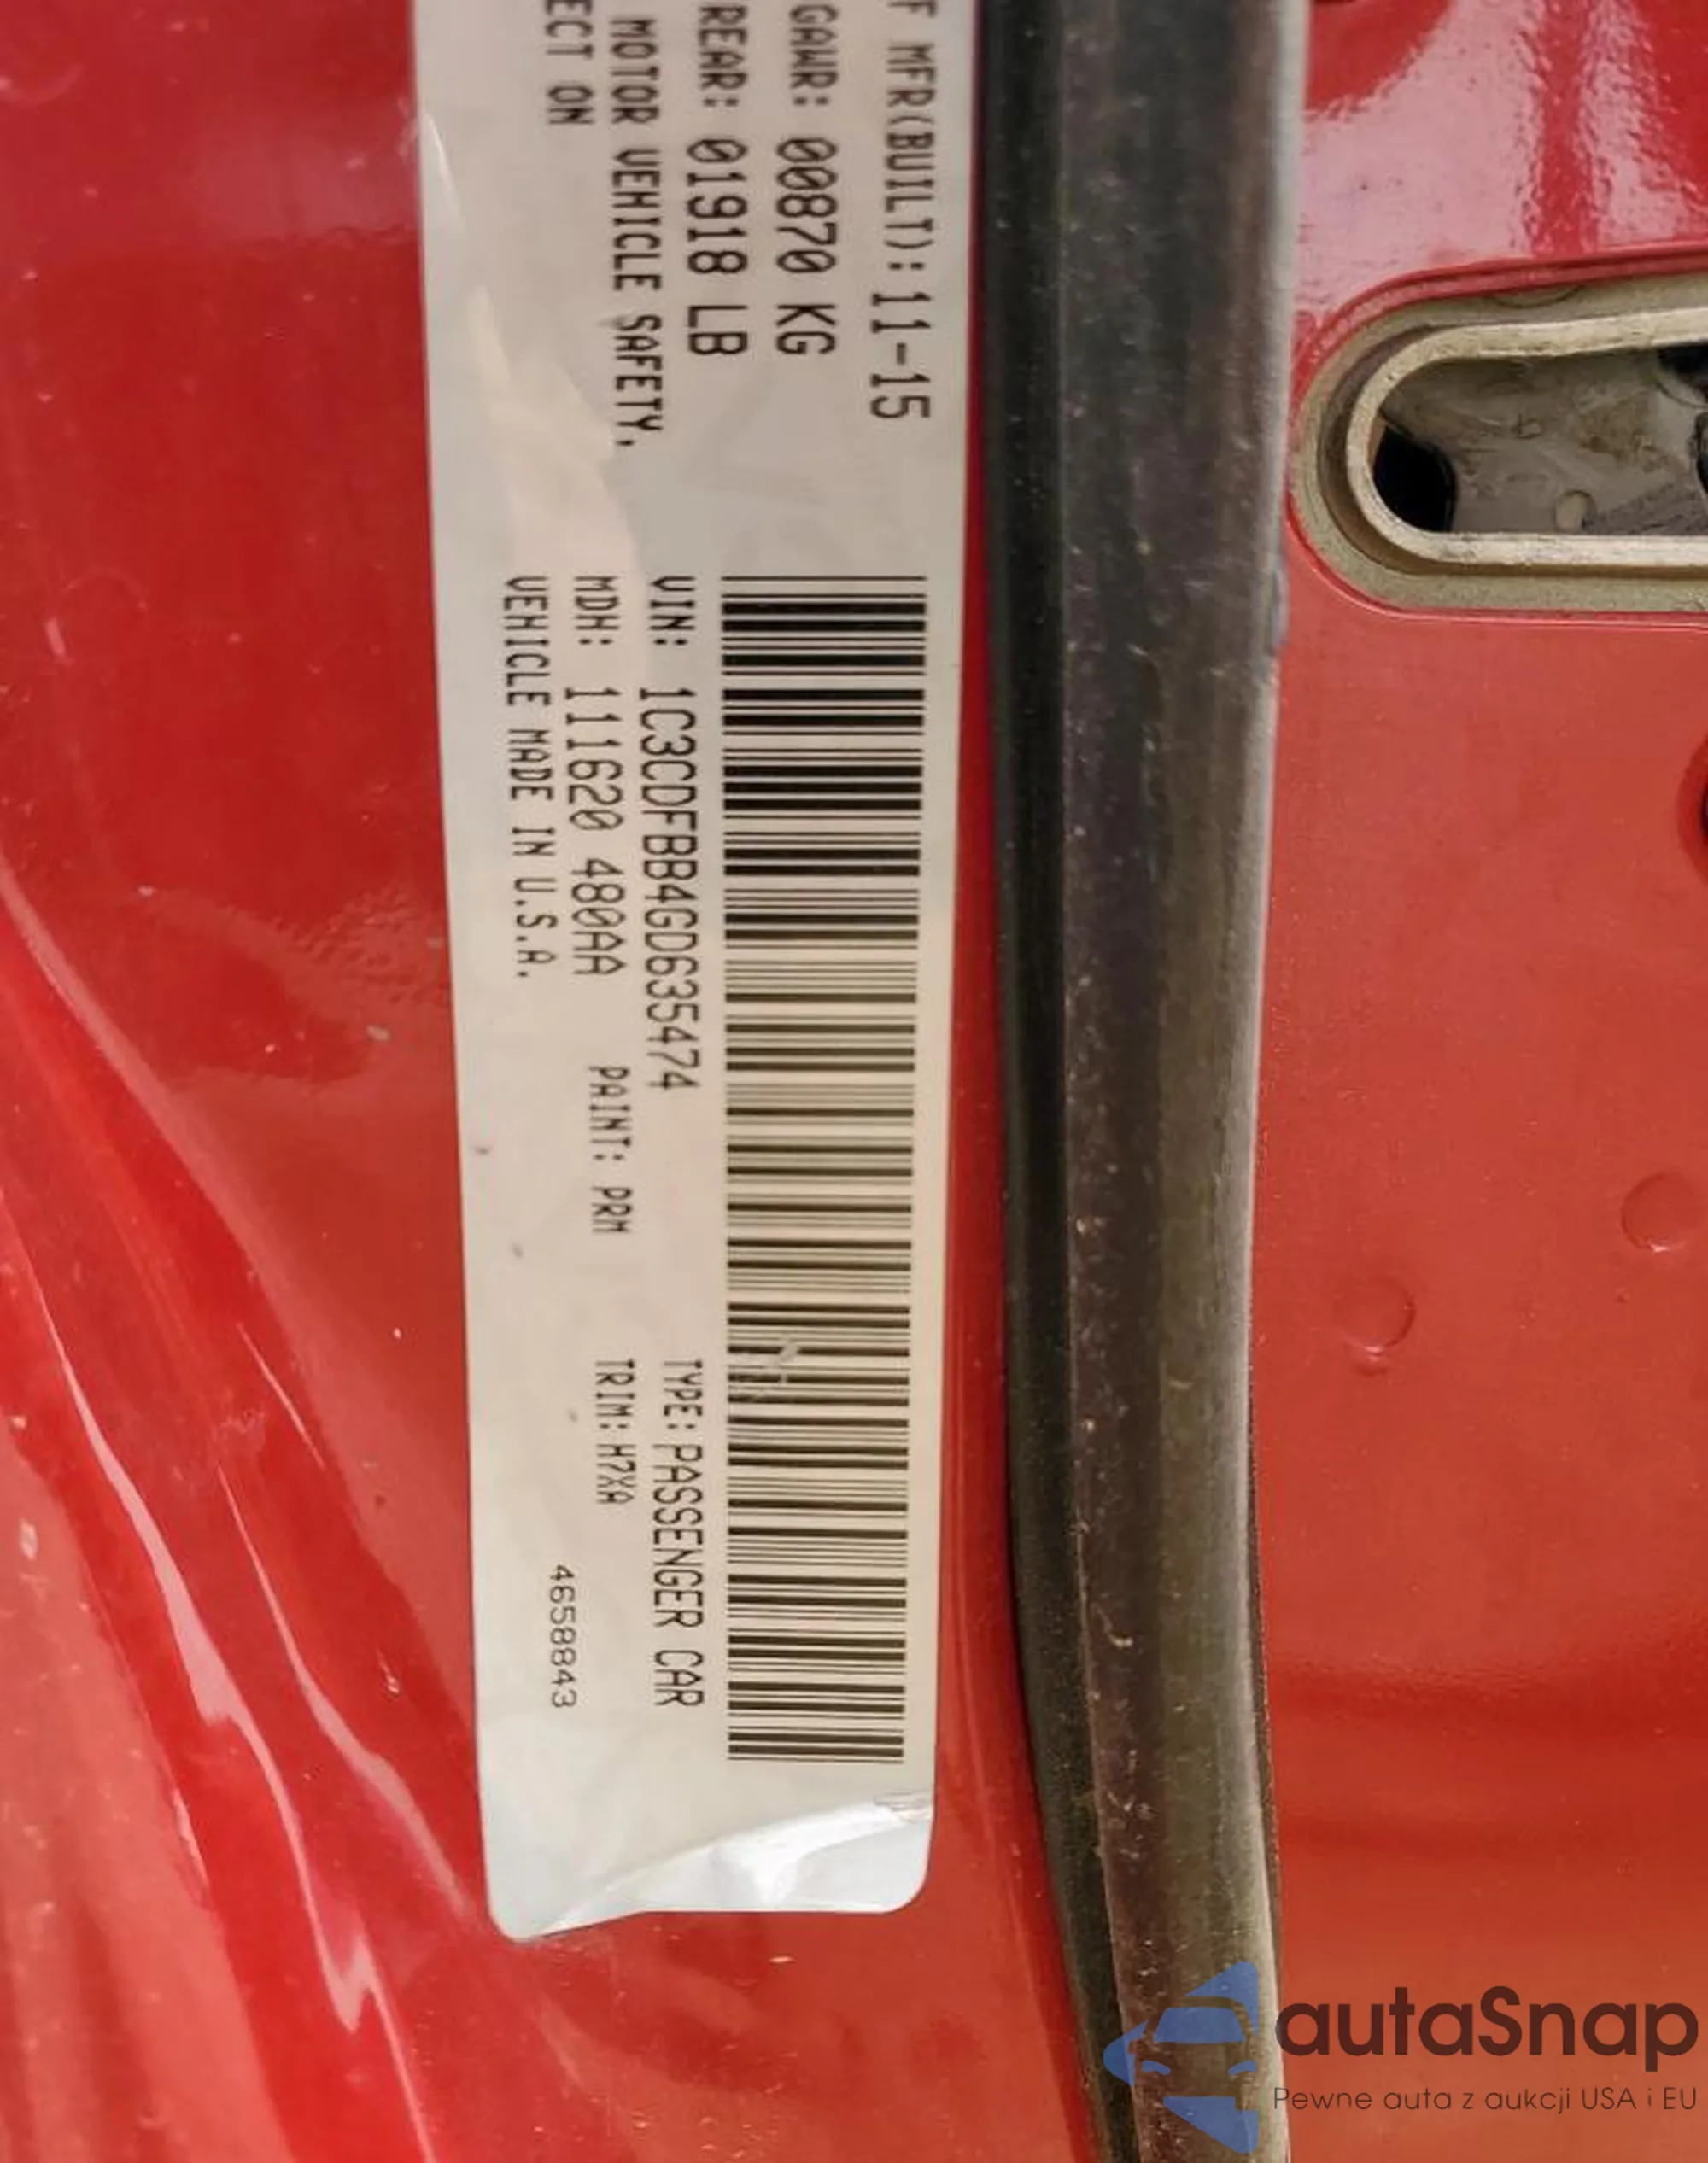 F MFR(BUILT): 11-15
GAWR: 00870 KG
REAR: 01918 LB
MOTOR VEHICLE SAFETY,
ECT ON
VIN: 1C3CDFBB4GD635474
TYPE: PASSENGER CAR
MDH: 111620 480AA
PAINT: PRM
TRIM: H7XA
VEHICLE MADE IN U.S.A.
4658843
autaSnap
Pewne auta z aukcji USA i EU